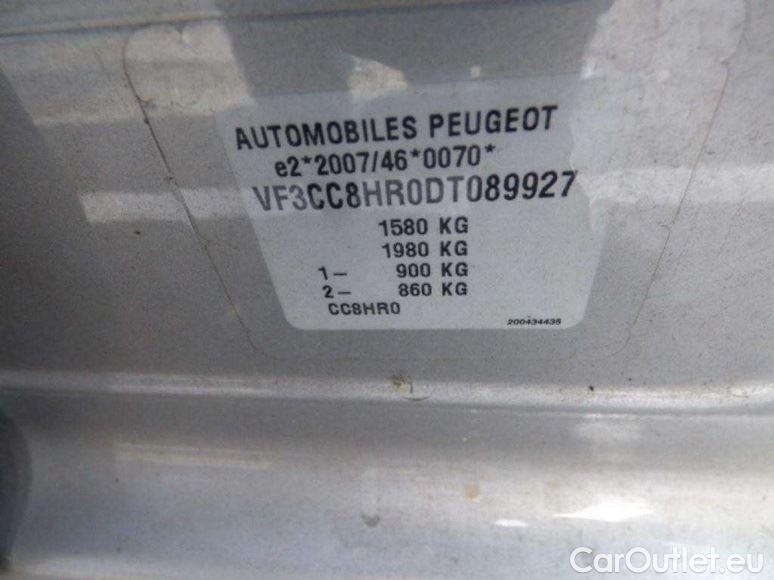 AUTOMOBILES PEUGEOT
e2*2007/46*0070*
VF3CC8HR0DT089927
1580 KG
1980 KG
1- 900 KG
2- 860 KG
CC8HR0
200434435
CarOutlet.eu